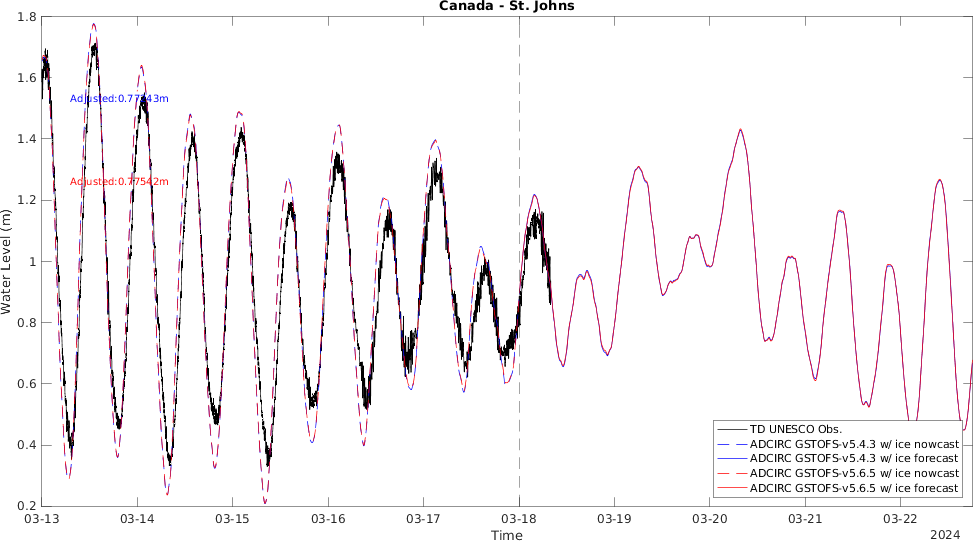 Canada - St. Johns
1.8
1.6
1.4
1.2
1
0.8
0.6
0.4
0.2
Water Level (m)
Adjusted:0.77543m
Adjusted:0.77542m
TD UNESCO Obs.
ADCIRC GSTOFS-v5.4.3 w/ ice nowcast
ADCIRC GSTOFS-v5.4.3 w/ ice forecast
ADCIRC GSTOFS-v5.6.5 w/ ice nowcast
ADCIRC GSTOFS-v5.6.5 w/ ice forecast
03-13 03-14 03-15 03-16 03-17 03-18 03-19 03-20 03-21 03-22
Time
2024